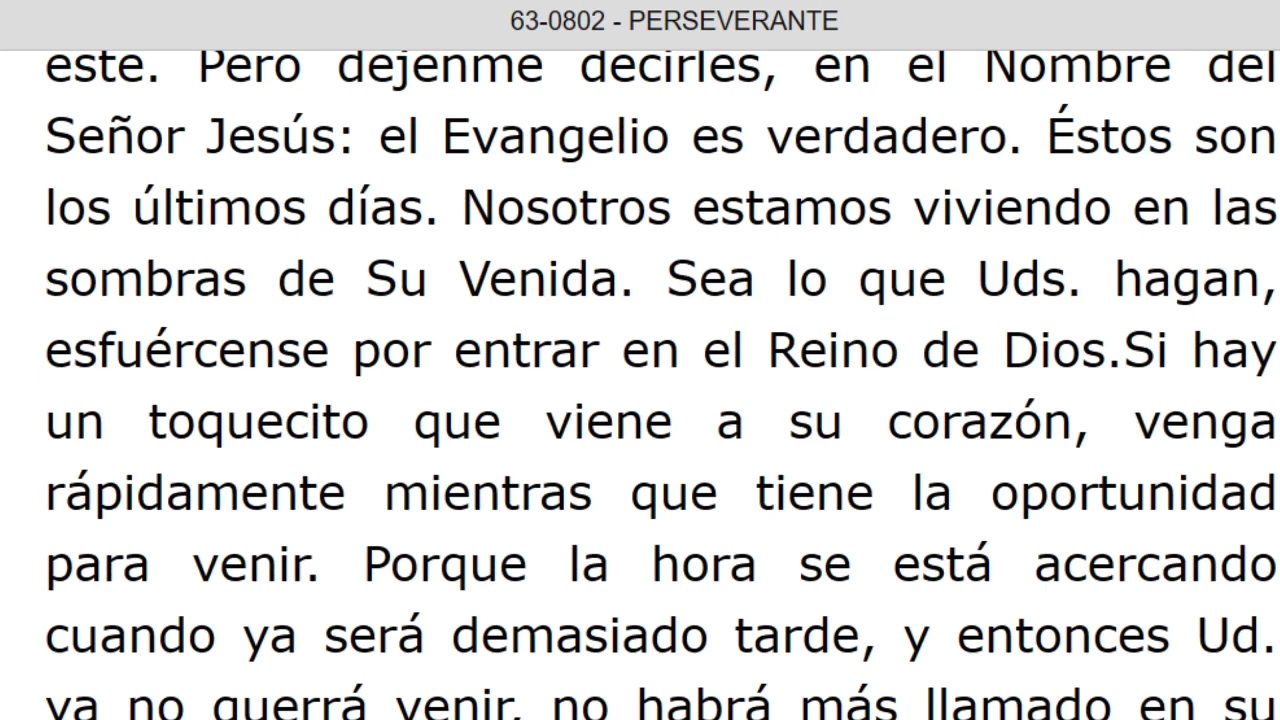 63-0802 - PERSEVERANTE
este. Pero déjenme decirles, en el Nombre del
Señor Jesús: el Evangelio es verdadero. Éstos son
los últimos días. Nosotros estamos viviendo en las
sombras de Su Venida. Sea lo que Uds. hagan,
esfuércense por entrar en el Reino de Dios.Si hay
un toquecito que viene a su corazón, venga
rápidamente mientras que tiene la oportunidad
para venir. Porque la hora se está acercando
cuando ya será demasiado tarde, y entonces Ud.
ya no querrá venir, no habrá más llamado en su